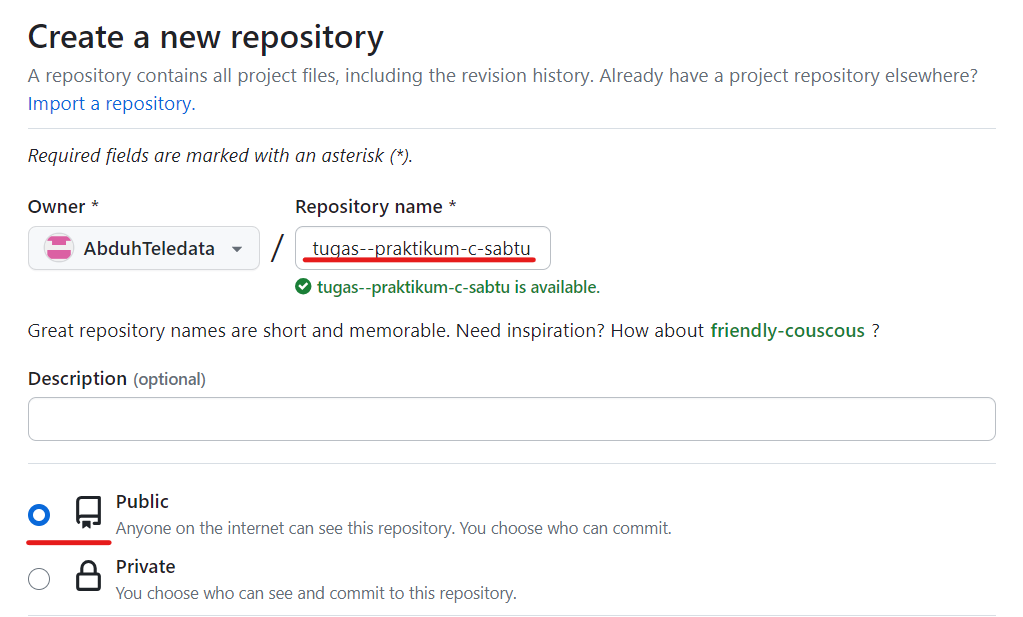 Create a new repository
A repository contains all project files, including the revision history. Already have a project repository elsewhere?
Import a repository.
Required fields are marked with an asterisk (*).
Owner *
Repository name *
AbduhTeledata
/
tugas--praktikum-c-sabtu
tugas--praktikum-c-sabtu is available.
Great repository names are short and memorable. Need inspiration? How about friendly-couscous ?
Description (optional)
Public
Anyone on the internet can see this repository. You choose who can commit.
Private
You choose who can see and commit to this repository.